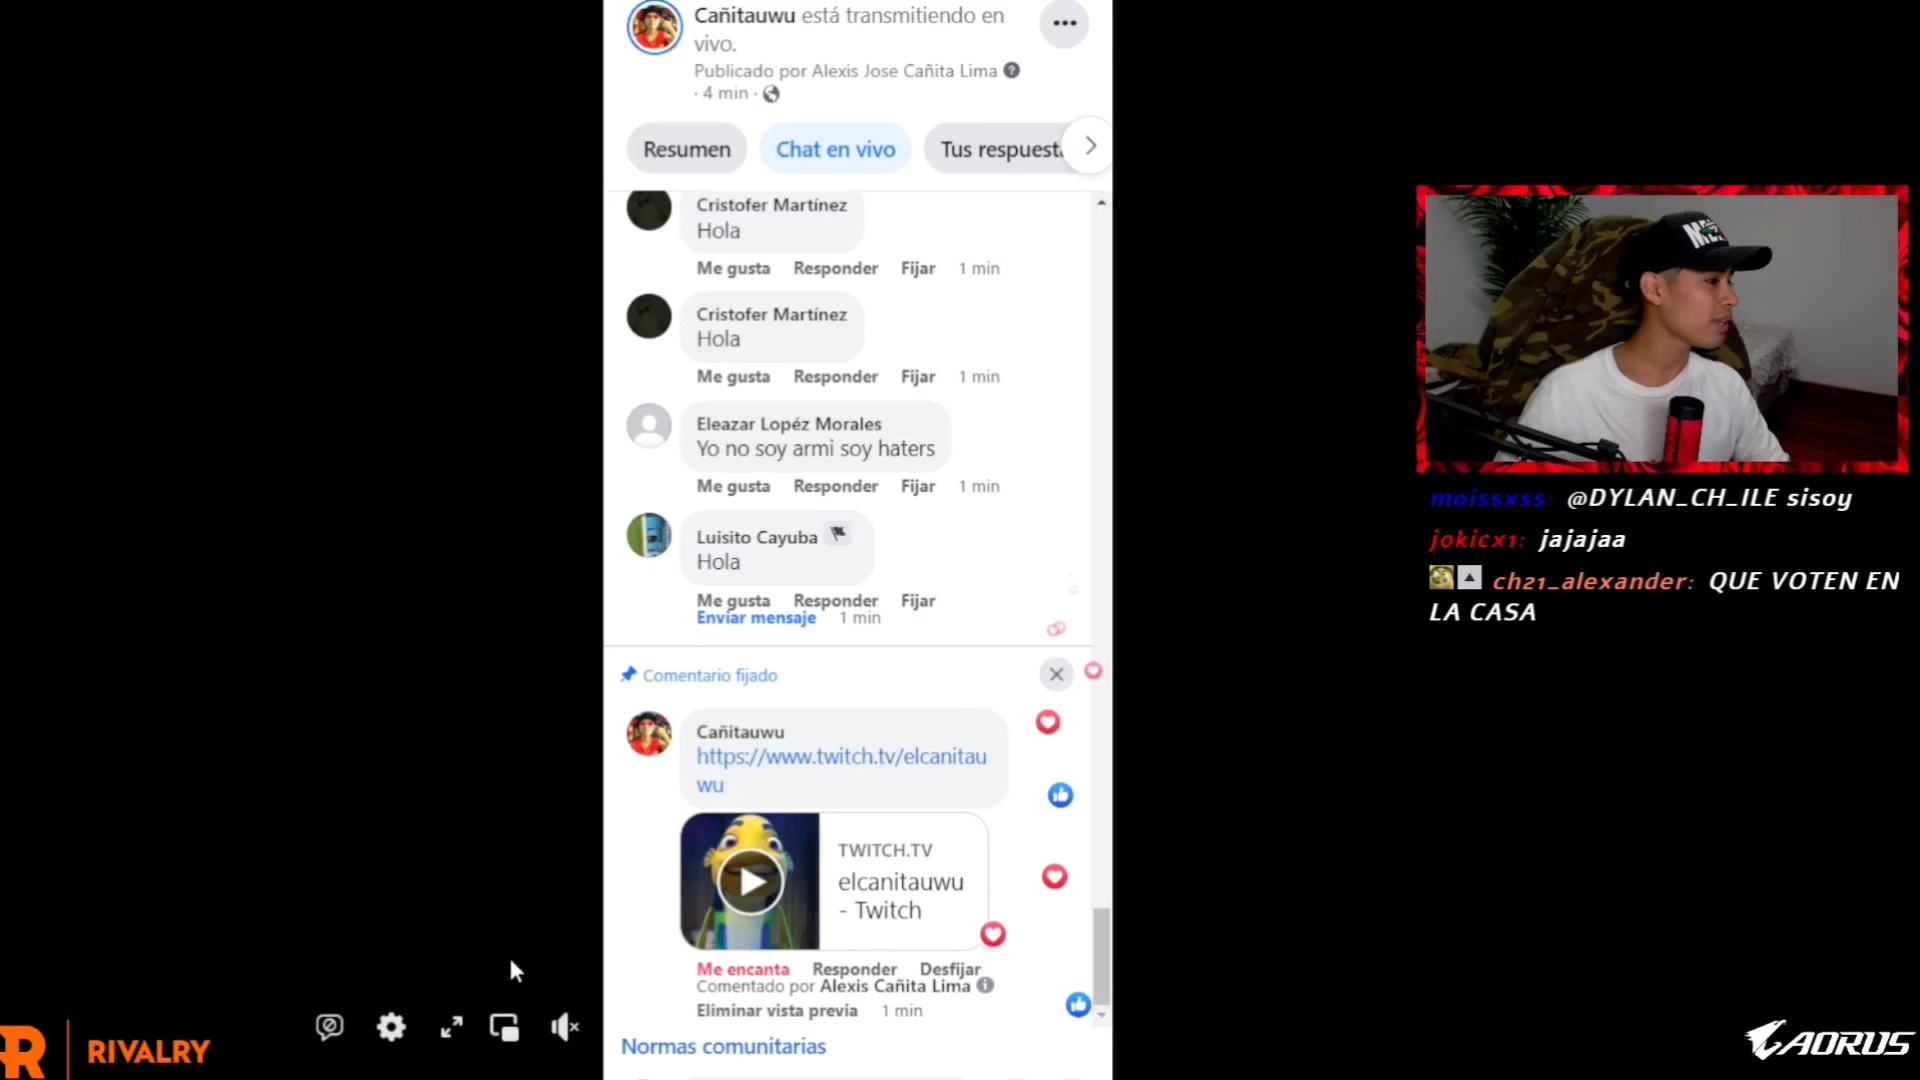 Cañitauwu está transmitiendo en
vivo.
Publicado por Alexis Jose Cañita Lima
· 4 min ·
Resumen
Chat en vivo
Tus respuest
Cristofer Martínez
Hola
Me gusta Responder Fijar 1 min
Cristofer Martínez
Hola
Me gusta Responder Fijar 1 min
Eleazar Lopéz Morales
Yo no soy armi soy haters
Me gusta Responder Fijar 1 min
Luisito Cayuba
Hola
Me gusta Responder Fijar
Enviar mensaje 1 min
Comentario fijado
Cañitauwu
https://www.twitch.tv/elcanitau
wu
TWITCH.TV
elcanitauwu
- Twitch
Me encanta Responder Desfijar
Comentado por Alexis Cañita Lima
Eliminar vista previa 1 min
Normas comunitarias
moissxss: @DYLAN_CH_ILE sisoy
jokicx1: jajajaa
ch21_alexander: QUE VOTEN EN
LA CASA
R RIVALRY
AORUS